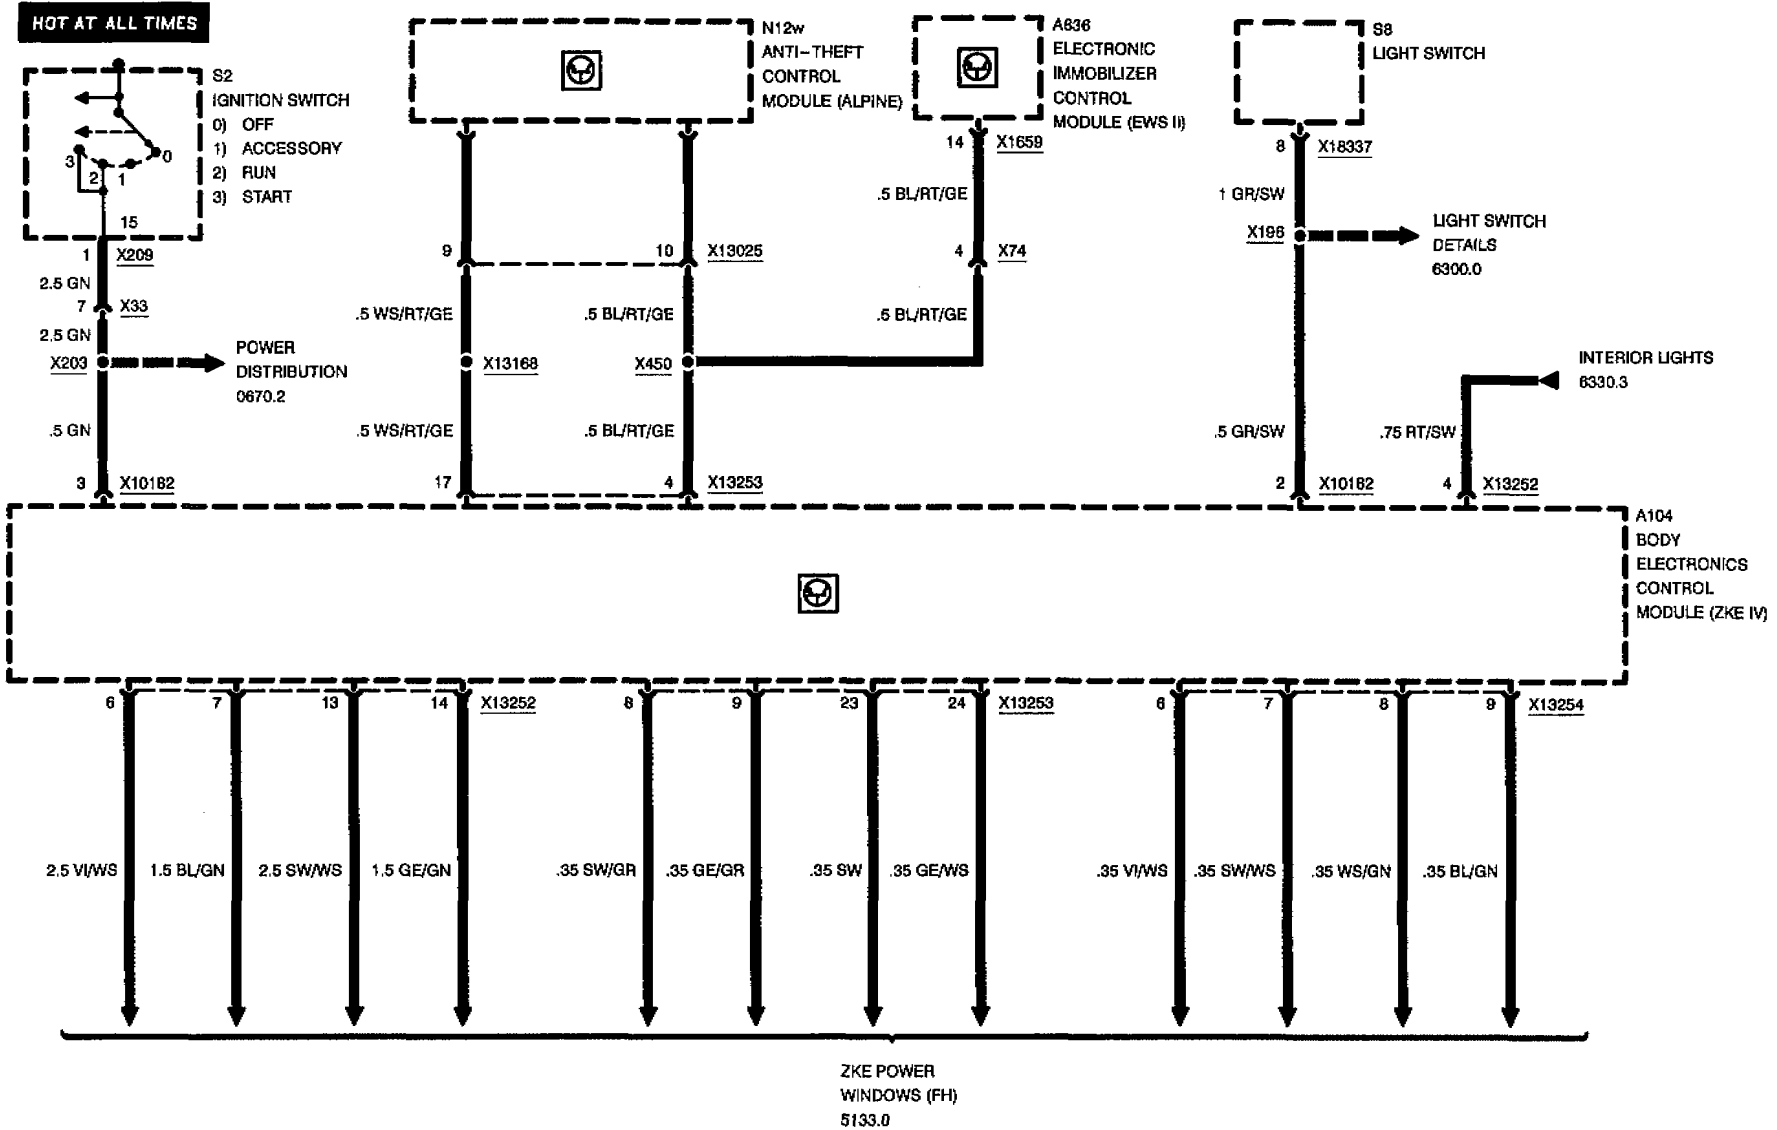 HOT AT ALL TIMES
S2
IGNITION SWITCH
0) OFF
1) ACCESSORY
2) RUN
3) START
3
2
1
0
15
N12w
ANTI-THEFT
CONTROL
MODULE (ALPINE)
A836
ELECTRONIC
IMMOBILIZER
CONTROL
MODULE (EWS II)
S8
LIGHT SWITCH
1 X209
2.5 GN
7 X33
2.5 GN
X203
POWER
DISTRIBUTION
0670.2
.5 GN
3 X10182
9
10 X13025
.5 WS/RT/GE
.5 BL/RT/GE
X13168
X450
.5 WS/RT/GE
.5 BL/RT/GE
17
4 X13253
14 X1659
.5 BL/RT/GE
4 X74
.5 BL/RT/GE
8 X18337
1 GR/SW
X196
LIGHT SWITCH
DETAILS
6300.0
.5 GR/SW
2 X10182
INTERIOR LIGHTS
6330.3
.75 RT/SW
4 X13252
A104
BODY
ELECTRONICS
CONTROL
MODULE (ZKE IV)
6 7 13 14 X13252
8 9 23 24 X13253
6 7 8 9 X13254
2.5 VI/WS
1.5 BL/GN
2.5 SW/WS
1.5 GE/GN
.35 SW/GR
.35 GE/GR
.35 SW
.35 GE/WS
.35 VI/WS
.35 SW/WS
.35 WS/GN
.35 BL/GN
ZKE POWER
WINDOWS (FH)
5133.0